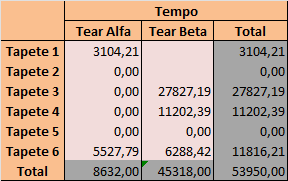 Tempo
Tear Alfa Tear Beta Total
Tapete 1 3104,21 3104,21
Tapete 2 0,00 0,00
Tapete 3 0,00 27827,19 27827,19
Tapete 4 0,00 11202,39 11202,39
Tapete 5 0,00 0,00 0,00
Tapete 6 5527,79 6288,42 11816,21
Total 8632,00 45318,00 53950,00